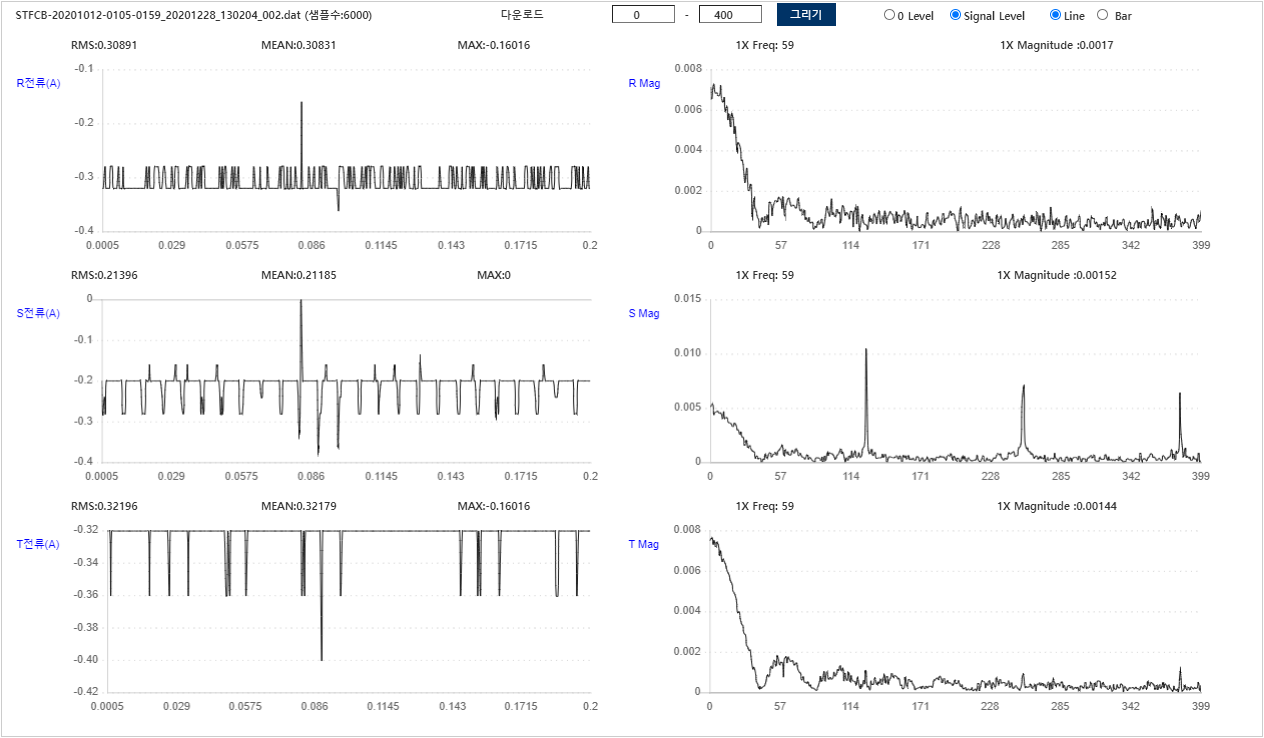 STFCB-20201012-0105-0159_20201228_130204_002.dat (샘플수:6000) 다운로드 0 - 400 그리기 0 Level Signal Level Line Bar
RMS:0.30891 MEAN:0.30831 MAX:-0.16016 1X Freq: 59 1X Magnitude :0.0017
R전류(A)
-0.1
-0.2
-0.3
-0.4
0.0005 0.029 0.0575 0.086 0.1145 0.143 0.1715 0.2
R Mag
0.008
0.006
0.004
0.002
0
0 57 114 171 228 285 342 399
RMS:0.21396 MEAN:0.21185 MAX:0 1X Freq: 59 1X Magnitude :0.00152
S전류(A)
0
-0.1
-0.2
-0.3
-0.4
0.0005 0.029 0.0575 0.086 0.1145 0.143 0.1715 0.2
S Mag
0.015
0.010
0.005
0
0 57 114 171 228 285 342 399
RMS:0.32196 MEAN:0.32179 MAX:-0.16016 1X Freq: 59 1X Magnitude :0.00144
T전류(A)
-0.32
-0.34
-0.36
-0.38
-0.40
-0.42
0.0005 0.029 0.0575 0.086 0.1145 0.143 0.1715 0.2
T Mag
0.008
0.006
0.004
0.002
0
0 57 114 171 228 285 342 399